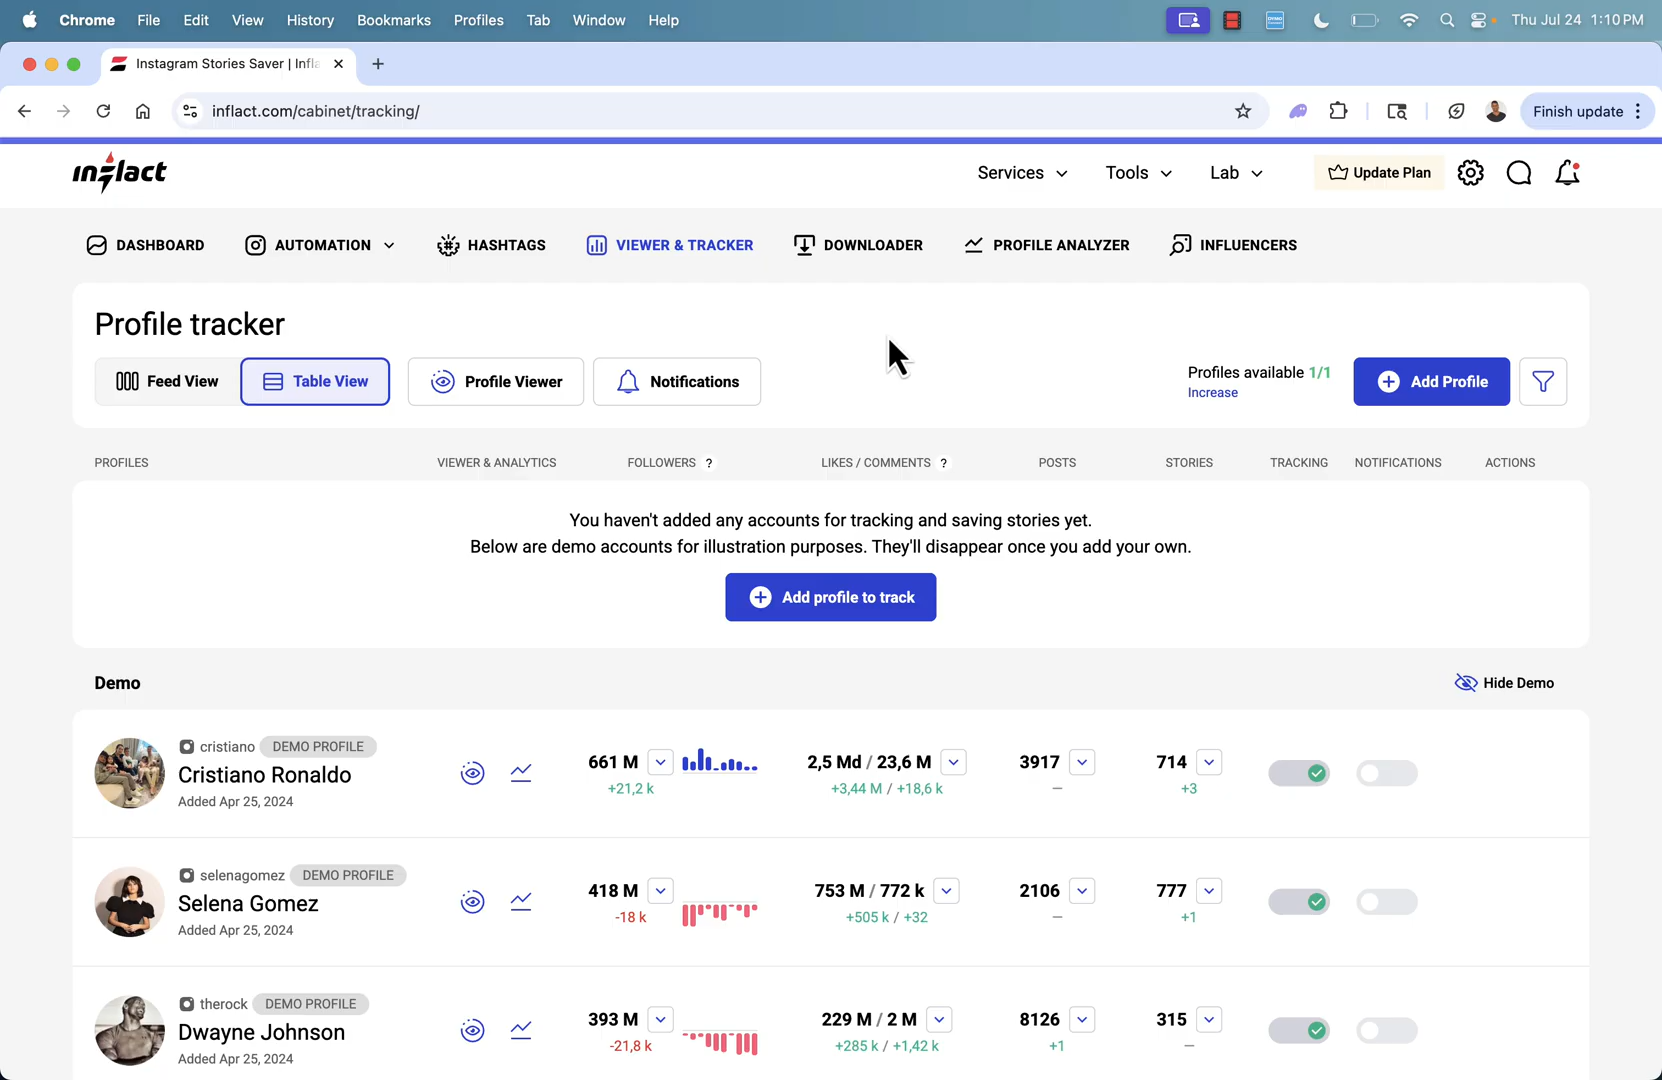 Chrome File Edit View History Bookmarks Profiles Tab Window Help DYMO Thu Jul 24 1:10 PM
Instagram Stories Saver | Infla
inflact.com/cabinet/tracking/ Finish update
inflact Services Tools Lab Update Plan
DASHBOARD AUTOMATION HASHTAGS VIEWER & TRACKER DOWNLOADER PROFILE ANALYZER INFLUENCERS
Profile tracker
Feed View Table View Profile Viewer Notifications Profiles available 1/1 Add Profile
Increase
PROFILES VIEWER & ANALYTICS FOLLOWERS ? LIKES / COMMENTS ? POSTS STORIES TRACKING NOTIFICATIONS ACTIONS
You haven't added any accounts for tracking and saving stories yet.
Below are demo accounts for illustration purposes. They'll disappear once you add your own.
Add profile to track
Demo Hide Demo
cristiano DEMO PROFILE
Cristiano Ronaldo 661 M 2,5 Md / 23,6 M 3917 714
Added Apr 25, 2024 +21,2 k +3,44 M / +18,6 k – +3
selenagomez DEMO PROFILE
Selena Gomez 418 M 753 M / 772 k 2106 777
Added Apr 25, 2024 -18 k +505 k / +32 – +1
therock DEMO PROFILE
Dwayne Johnson 393 M 229 M / 2 M 8126 315
Added Apr 25, 2024 -21,8 k +285 k / +1,42 k +1 –